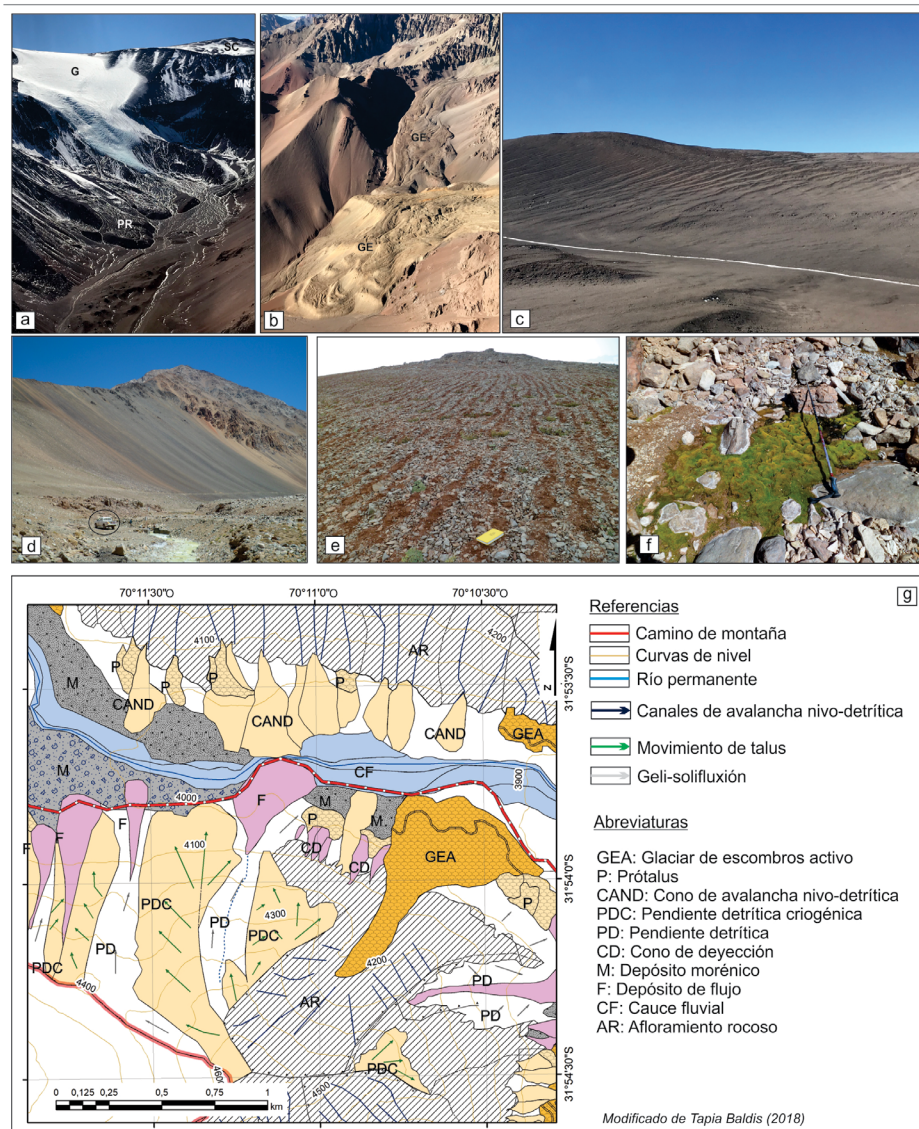 G
SC
MN
PR
a
GE
GE
b
c
d
e
f
g
70°11'30"
70°11'0"
70°10'30"
4100
4200
AR
P
P
P
M
CAND
CAND
CAND
GEA
31°53'30"S
N
M
CF
3900
4000
F
M
F
F
F
P
M
CD
CD
GEA
4100
31°54'0"S
PDC
PD
4300
PDC
P
PD
PDC
4200
PD
4400
AR
PD
PDC
4600
4500
31°54'30"S
0 0,125 0,25 0,5 0,75 1
km
Referencias
Camino de montaña
Curvas de nivel
Río permanente
Canales de avalancha nivo-detrítica
Movimiento de talus
Geli-solifluxión
Abreviaturas
GEA: Glaciar de escombros activo
P: Prótalus
CAND: Cono de avalancha nivo-detrítica
PDC: Pendiente detrítica criogénica
PD: Pendiente detrítica
CD: Cono de deyección
M: Depósito morénico
F: Depósito de flujo
CF: Cauce fluvial
AR: Afloramiento rocoso
Modificado de Tapia Baldis (2018)